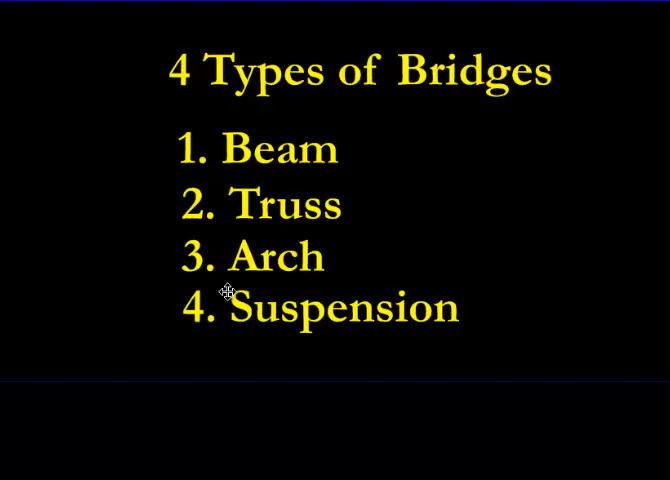 4 Types of Bridges
1. Beam
2. Truss
3. Arch
4. Suspension